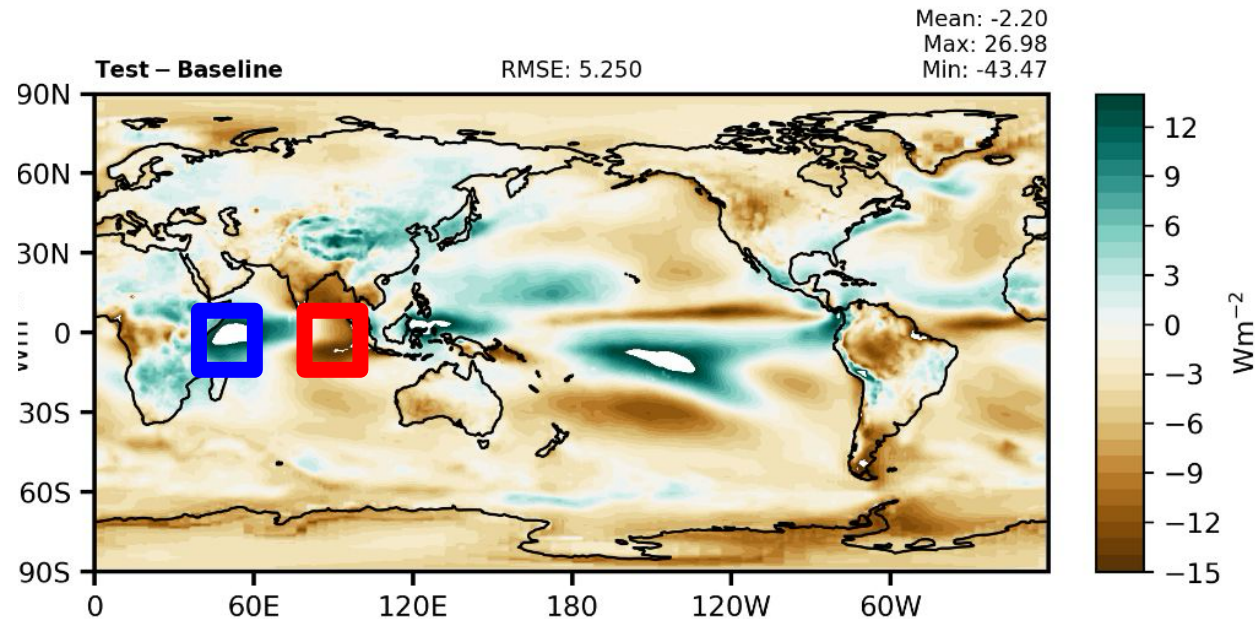 Mean: -2.20
Max: 26.98
Test − Baseline RMSE: 5.250 Min: -43.47
90N
60N
30N
0
30S
60S
90S
0 60E 120E 180 120W 60W
12
9
6
3
0
−3
−6
−9
−12
−15
Wm−2